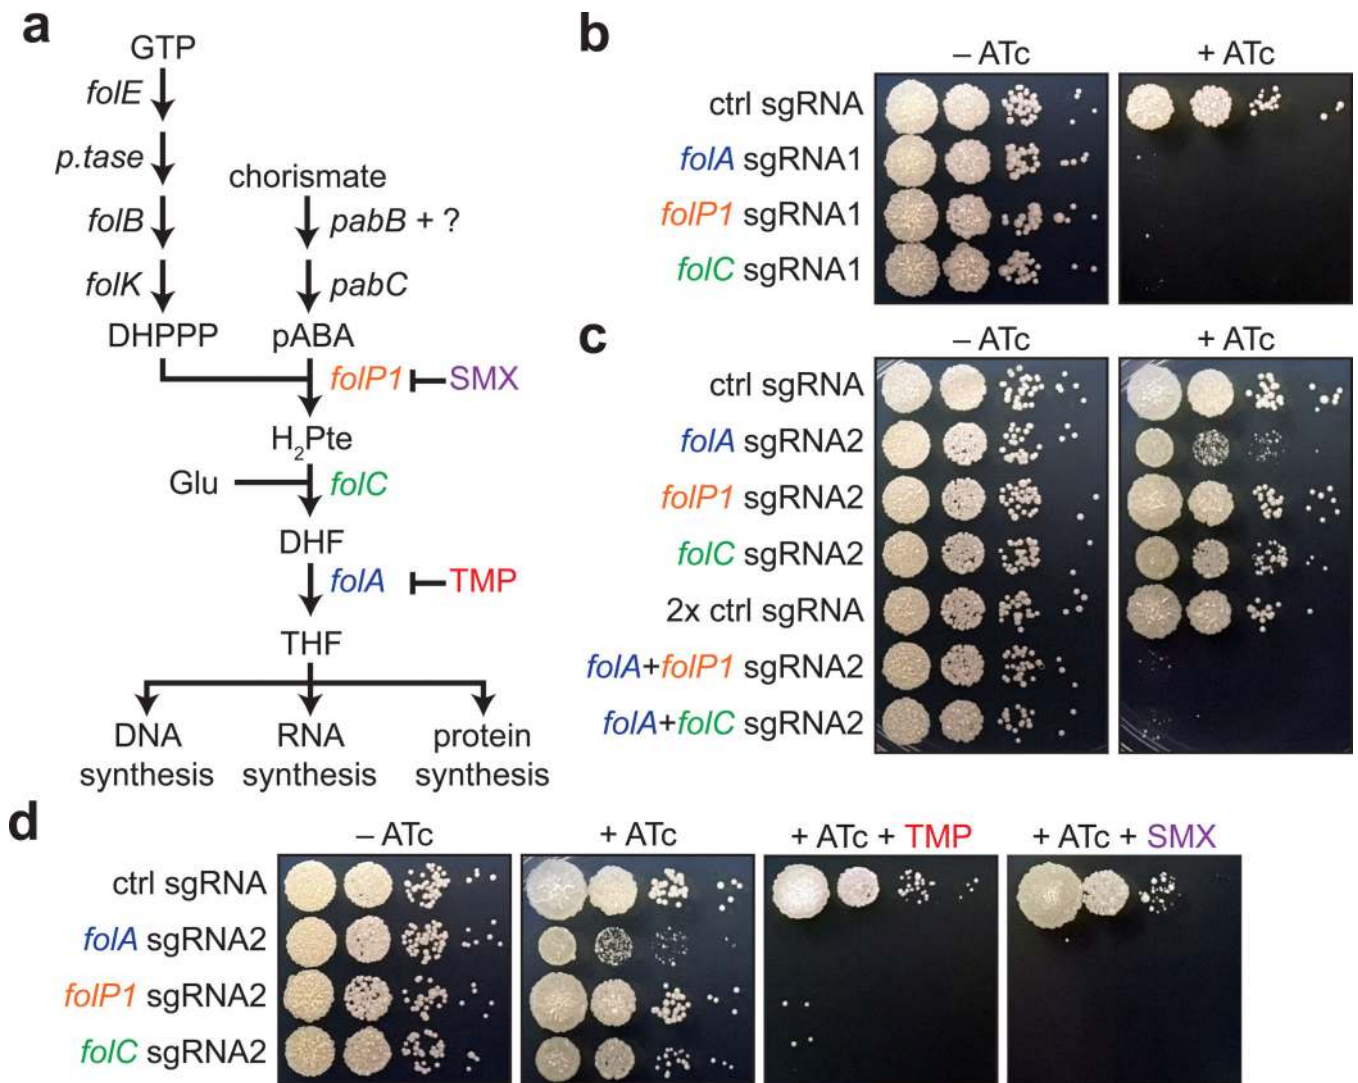 a
GTP
folE
p.tase
folB
folK
DHPPP
chorismate
pabB + ?
pabC
pABA
folP1
SMX
H₂Pte
Glu
folC
DHF
folA
TMP
THF
DNA
synthesis
RNA
synthesis
protein
synthesis
b
– ATc
+ ATc
ctrl sgRNA
folA sgRNA1
folP1 sgRNA1
folC sgRNA1
c
– ATc
+ ATc
ctrl sgRNA
folA sgRNA2
folP1 sgRNA2
folC sgRNA2
2x ctrl sgRNA
folA+folP1 sgRNA2
folA+folC sgRNA2
d
– ATc
+ ATc
+ ATc + TMP
+ ATc + SMX
ctrl sgRNA
folA sgRNA2
folP1 sgRNA2
folC sgRNA2